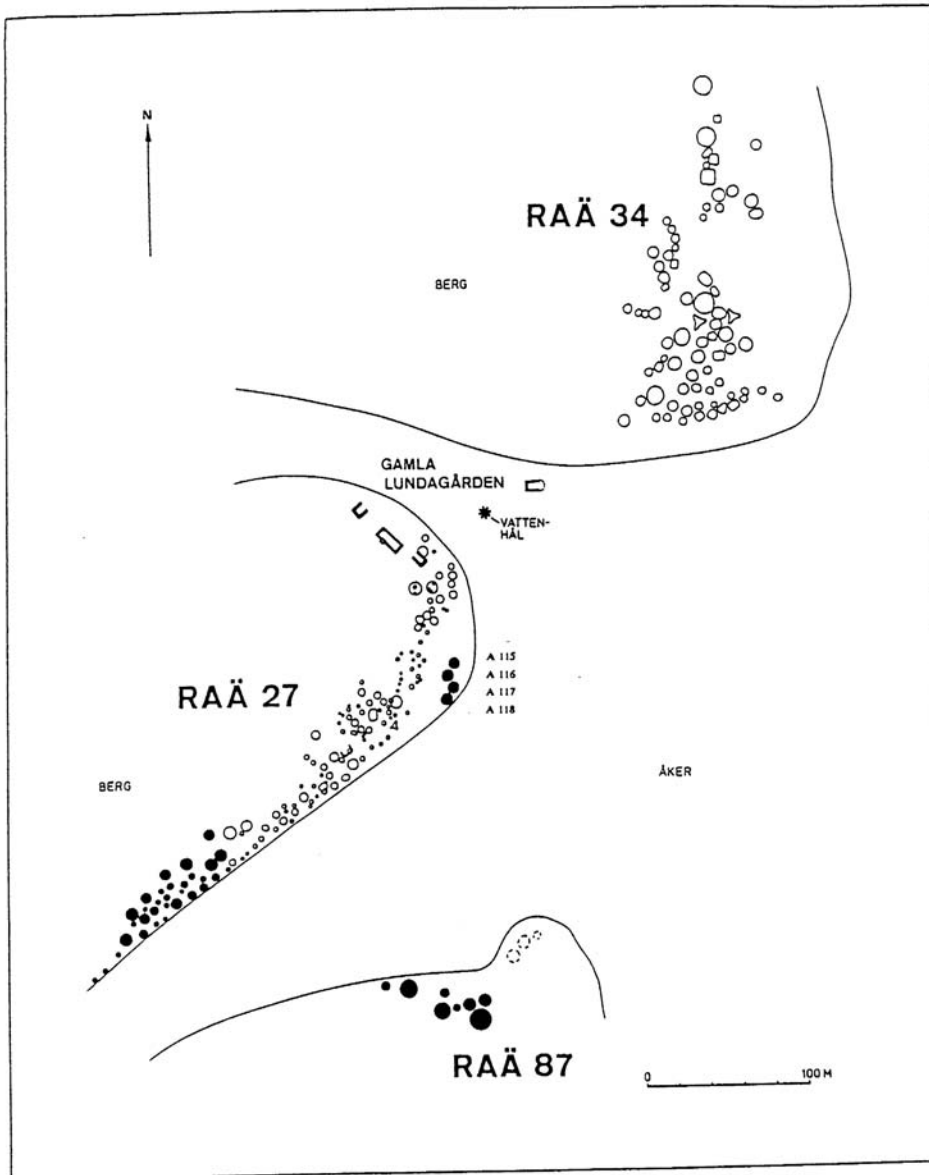 N
RAÄ 34
BERG
GAMLA
LUNDAGÅRDEN
VATTEN-
HÅL
A 115
A 116
A 117
A 118
RAÄ 27
ÅKER
BERG
RAÄ 87
0 100 M